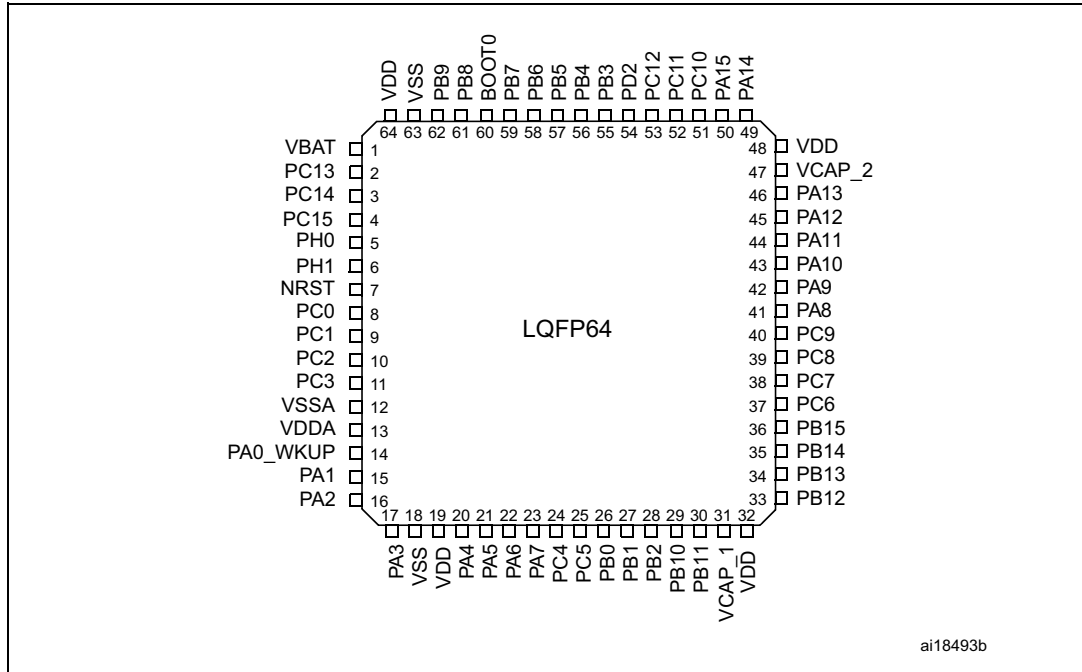 VDD
VSS
PB9
PB8
BOOT0
PB7
PB6
PB5
PB4
PB3
PD2
PC12
PC11
PC10
PA15
PA14
64 63 62 61 60 59 58 57 56 55 54 53 52 51 50 49
VBAT 1
PC13 2
PC14 3
PC15 4
PH0 5
PH1 6
NRST 7
PC0 8
PC1 9
PC2 10
PC3 11
VSSA 12
VDDA 13
PA0_WKUP 14
PA1 15
PA2 16
LQFP64
48 VDD
47 VCAP_2
46 PA13
45 PA12
44 PA11
43 PA10
42 PA9
41 PA8
40 PC9
39 PC8
38 PC7
37 PC6
36 PB15
35 PB14
34 PB13
33 PB12
17 18 19 20 21 22 23 24 25 26 27 28 29 30 31 32
PA3
VSS
VDD
PA4
PA5
PA6
PA7
PC4
PC5
PB0
PB1
PB2
PB10
PB11
VCAP_1
VDD
ai18493b